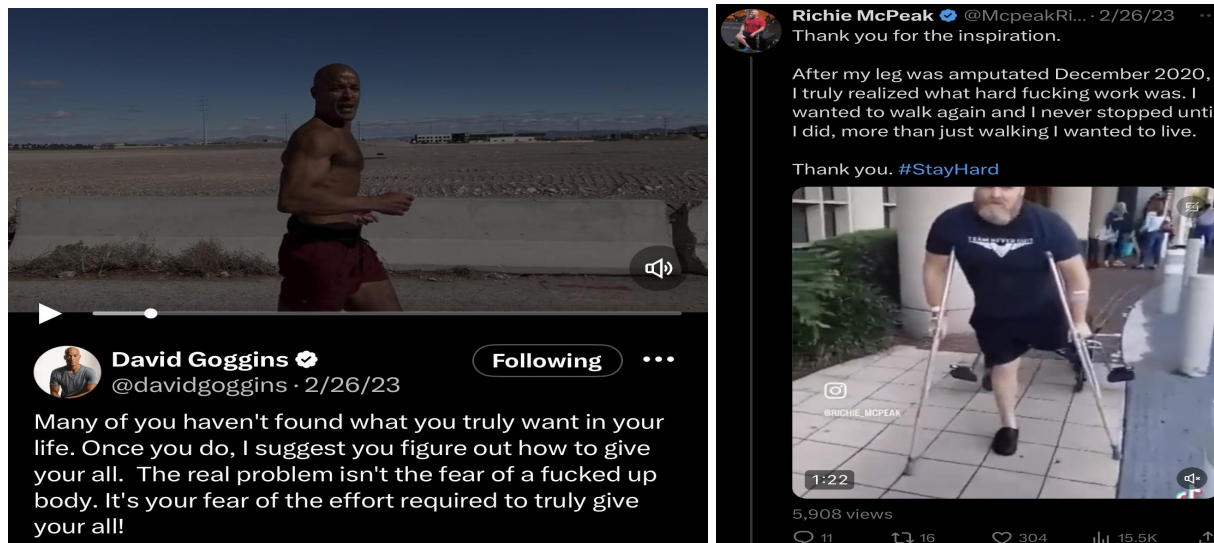 David Goggins
Following
@davidgoggins · 2/26/23
Many of you haven't found what you truly want in your
life. Once you do, I suggest you figure out how to give
your all.  The real problem isn't the fear of a fucked up
body. It's your fear of the effort required to truly give
your all!
Richie McPeak @McpeakRi... · 2/26/23
Thank you for the inspiration.
After my leg was amputated December 2020,
I truly realized what hard fucking work was. I
wanted to walk again and I never stopped unti
I did, more than just walking I wanted to live.
Thank you. #StayHard
TEAM NEVER QUIT
@RICHIE_MCPEAK
1:22
5,908 views
11 16 304 15.5K